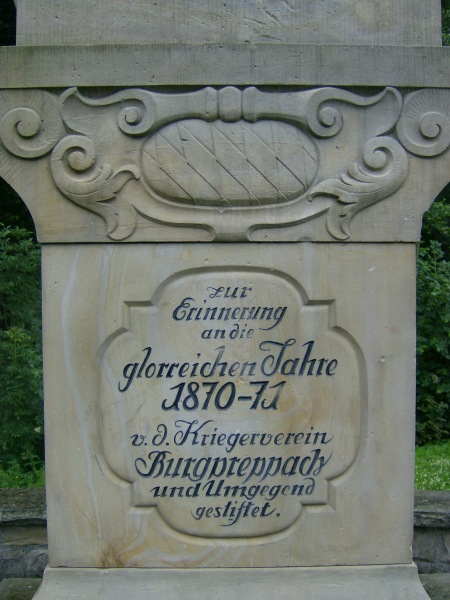 zur
Erinnerung
an die
glorreichen Jahre
1870-71
v. d. Kriegerverein
Burgpreppach
und Umgegend
gestiftet.